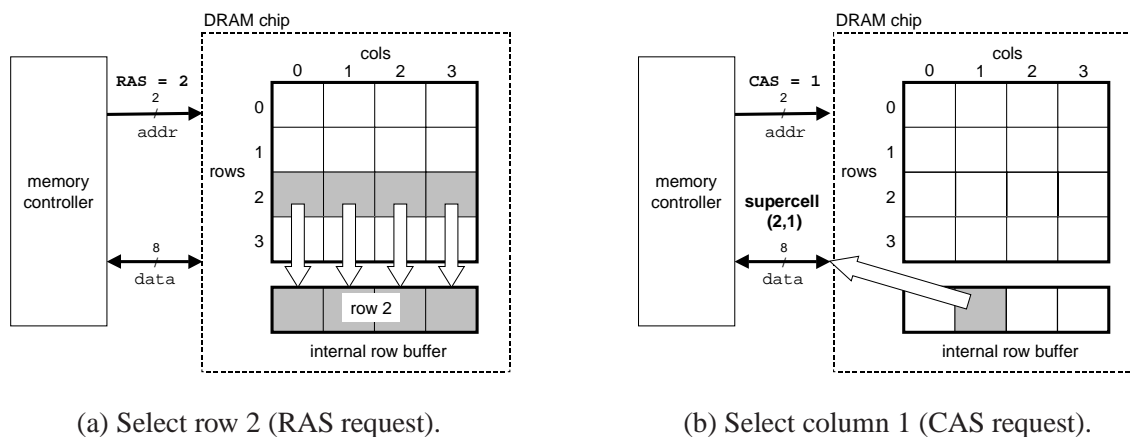 DRAM chip
cols
0 1 2 3
RAS = 2
2
addr
0
1
rows
2
3
memory
controller
8
data
row 2
internal row buffer
(a) Select row 2 (RAS request).
DRAM chip
cols
0 1 2 3
CAS = 1
2
addr
0
1
rows
2
3
memory
controller
supercell
(2,1)
8
data
internal row buffer
(b) Select column 1 (CAS request).